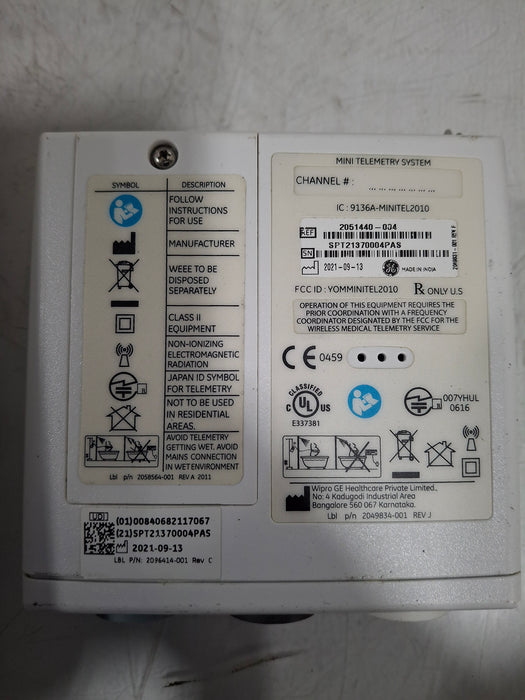 SYMBOL DESCRIPTION
FOLLOW
INSTRUCTIONS
FOR USE
MANUFACTURER
WEEE TO BE
DISPOSED
SEPARATELY
CLASS II
EQUIPMENT
NON-IONIZING
ELECTROMAGNETIC
RADIATION
JAPAN ID SYMBOL
FOR TELEMETRY
NOT TO BE USED
IN RESIDENTIAL
AREAS.
AVOID TELEMETRY
GETTING WET. AVOID
MAINS CONNECTION
IN WET ENVIRONMENT
Lbl p/n 2058564-001 REV A 2011
UDI
(01)00840682117067
(21)SPT21370004PAS
2021-09-13
LBL P/N: 2036414-001 Rev C
MINI TELEMETRY SYSTEM
CHANNEL # :
IC : 9136A-MINITEL2010
REF 2051440-034
SN SPT21370004PAS
2021-09-13 GE MADE IN INDIA
FCC ID : YOMMINITEL2010 Rx ONLY U.S
OPERATION OF THIS EQUIPMENT REQUIRES THE
PRIOR COORDINATION WITH A FREQUENCY
COORDINATOR DESIGNATED BY THE FCC FOR THE
WIRELESS MEDICAL TELEMETRY SERVICE
CE 0459
CLASSIFIED
C UL US
E337381
R
007YHUL
0616
Wipro GE Healthcare Private Limited.,
No: 4 Kadugodi Industrial Area
Bangalore 560 067 Karnataka.
Lbl p/n 2049834-001 REV J